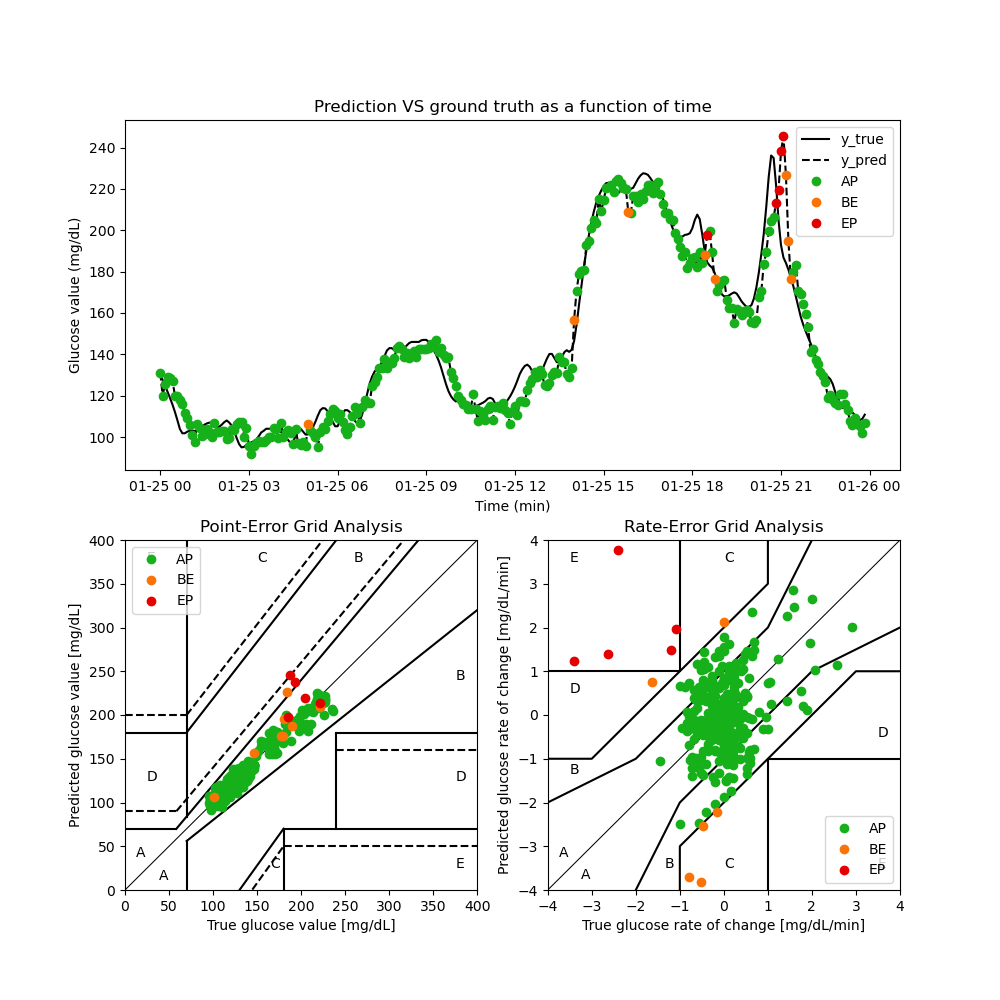 Prediction VS ground truth as a function of time
Glucose value (mg/dL)
240
220
200
180
160
140
120
100
y_true
y_pred
AP
BE
EP
01-25 00 01-25 03 01-25 06 01-25 09 01-25 12 01-25 15 01-25 18 01-25 21 01-26 00
Time (min)
Point-Error Grid Analysis
Predicted glucose value [mg/dL]
400
350
300
250
200
150
100
50
0
AP
BE
EP
E
C
B
B
D
D
A
A
C
E
0 50 100 150 200 250 300 350 400
True glucose value [mg/dL]
Rate-Error Grid Analysis
Predicted glucose rate of change [mg/dL/min]
4
3
2
1
0
−1
−2
−3
−4
E
C
D
D
B
A
A
B
C
E
AP
BE
EP
−4 −3 −2 −1 0 1 2 3 4
True glucose rate of change [mg/dL/min]